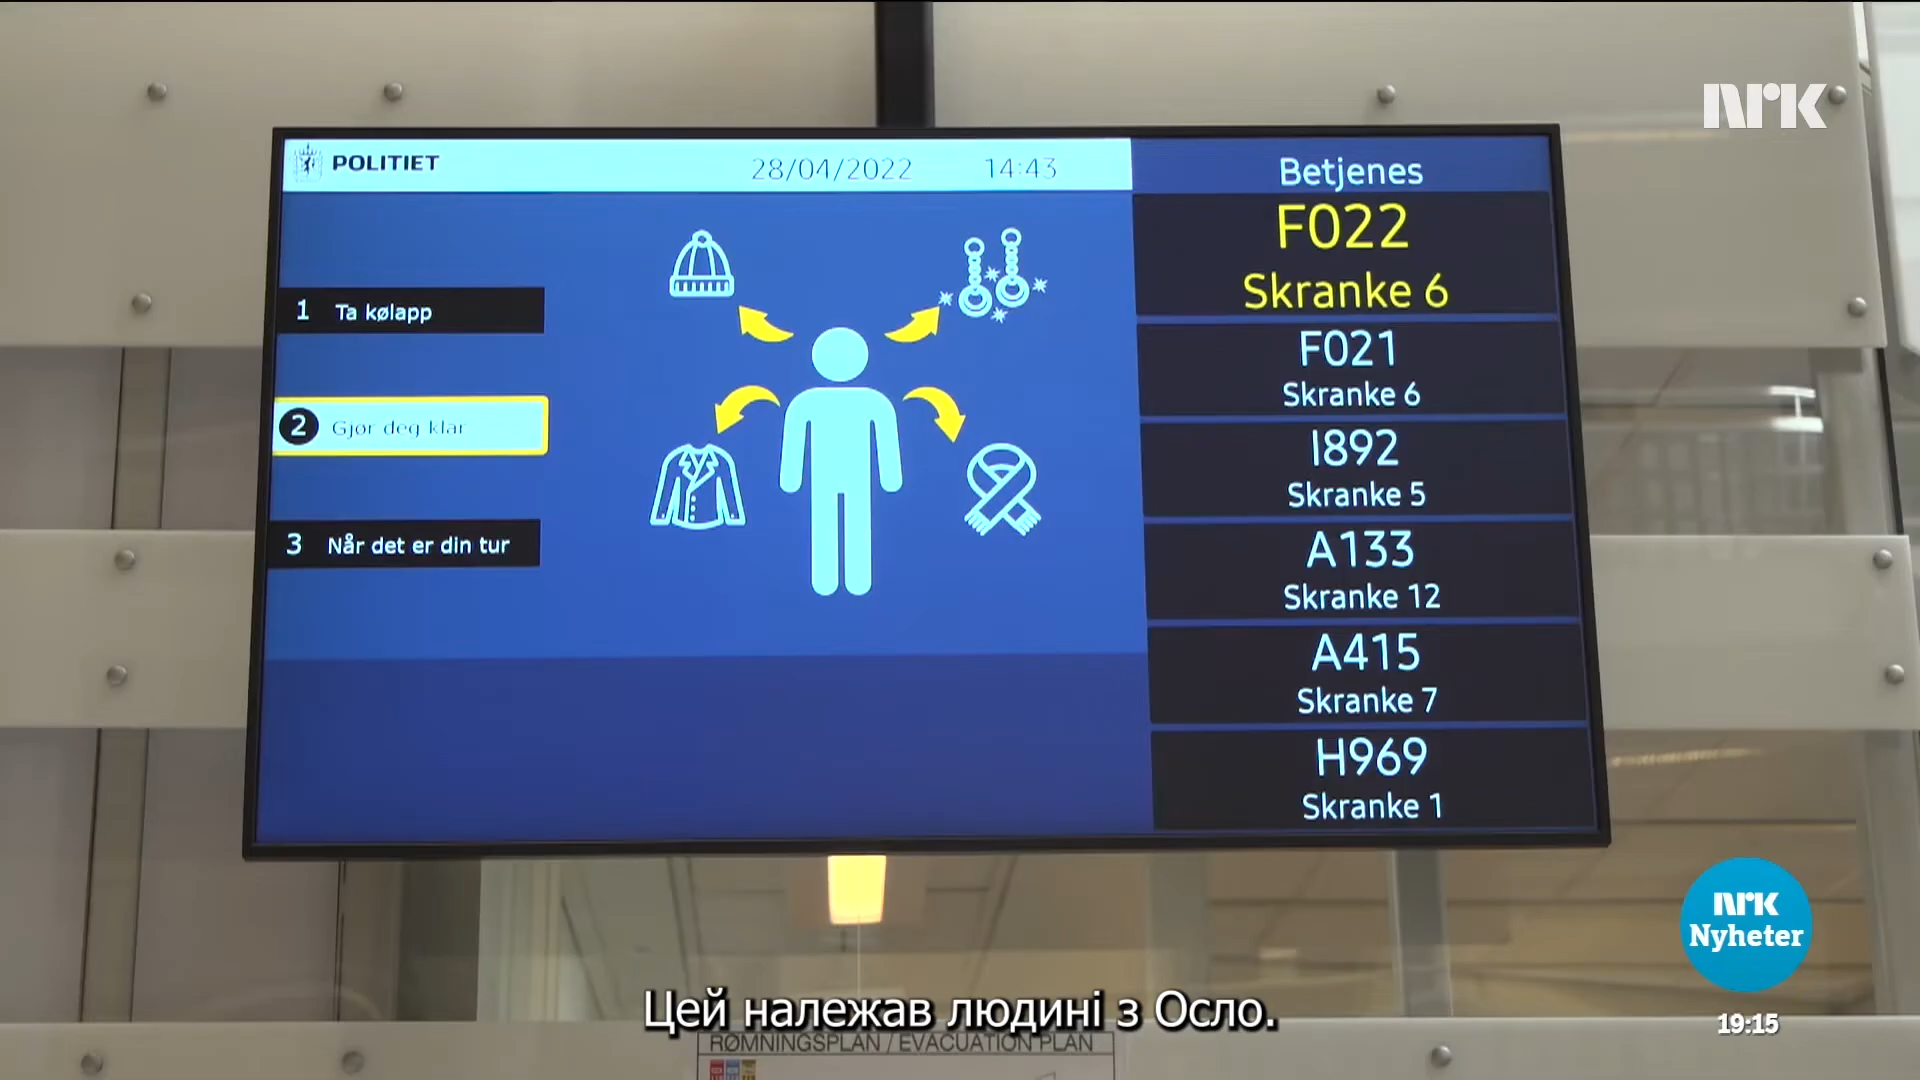 nrk
POLITIET 28/04/2022 14:43
1 Ta kølapp
2 Gjør deg klar
3 Når det er din tur
Betjenes
F022
Skranke 6
F021
Skranke 6
I892
Skranke 5
A133
Skranke 12
A415
Skranke 7
H969
Skranke 1
nrk
Nyheter
19:15
Цей належав людині з Осло.
RØMNINGSPLAN / EVACUATION PLAN